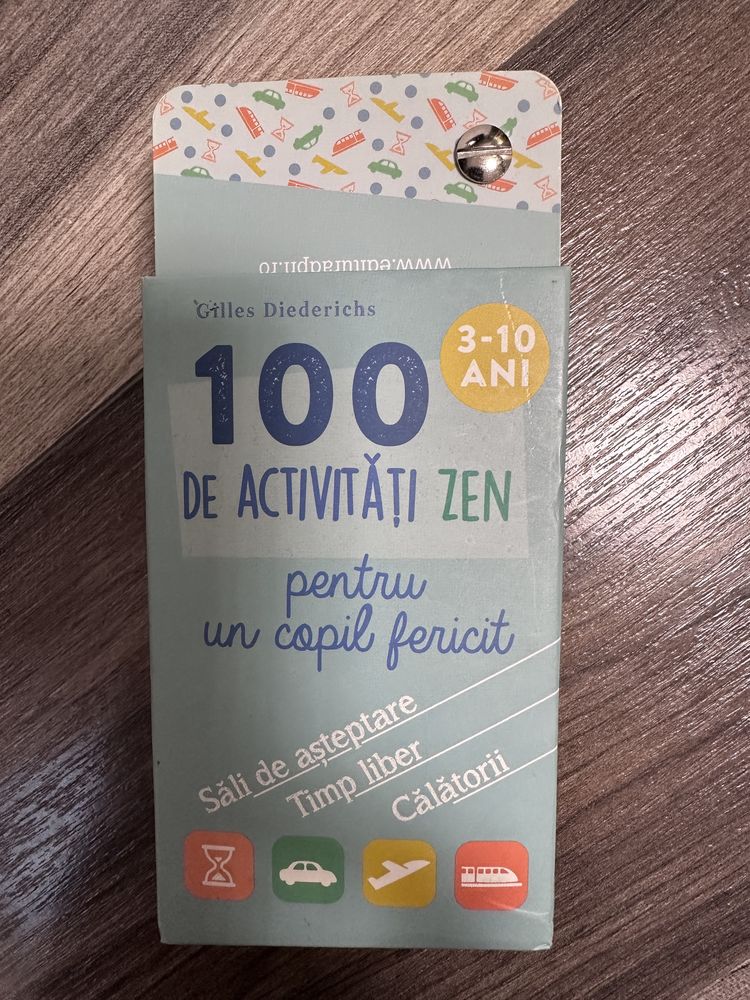 www.edituradph.ro
Gilles Diederichs
3-10
ANI
100
DE ACTIVITĂȚI ZEN
pentru
un copil fericit
Săli de așteptare
Timp liber
Călătorii